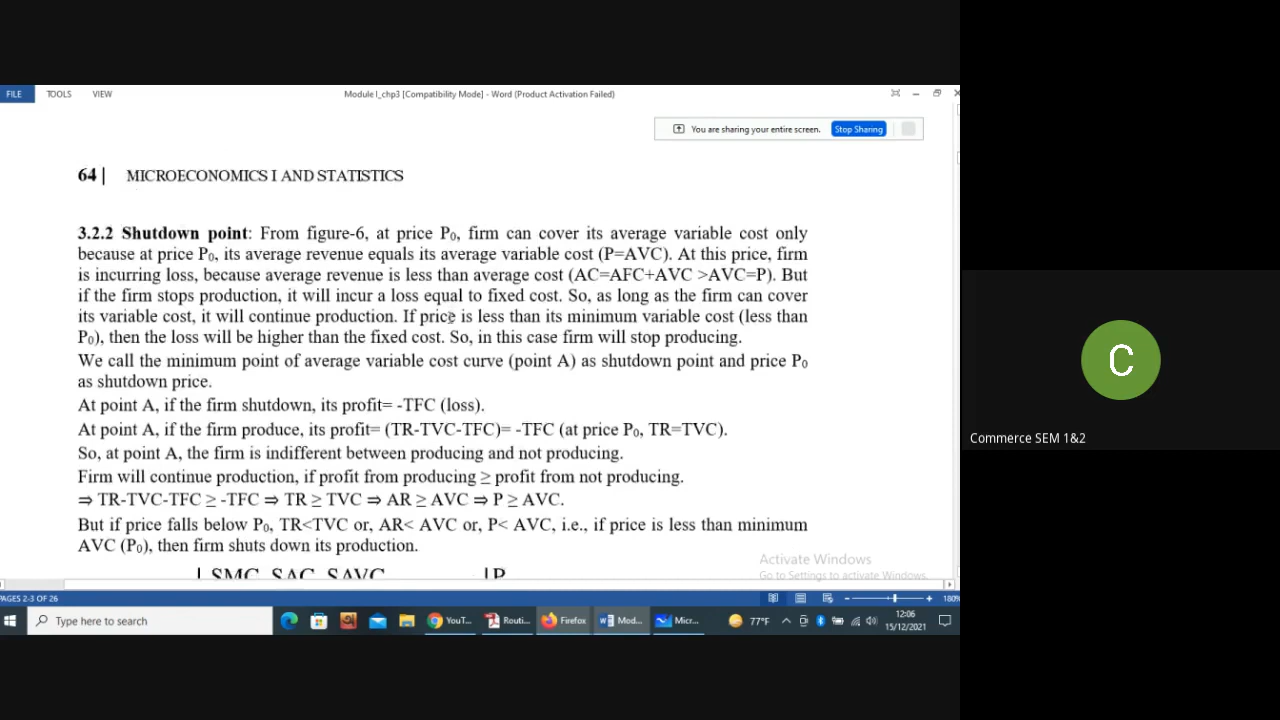 FILE TOOLS VIEW Module I_chp3 [Compatibility Mode] - Word (Product Activation Failed)
You are sharing your entire screen. Stop Sharing
64 | MICROECONOMICS I AND STATISTICS
3.2.2 Shutdown point: From figure-6, at price P₀, firm can cover its average variable cost only
because at price P₀, its average revenue equals its average variable cost (P=AVC). At this price, firm
is incurring loss, because average revenue is less than average cost (AC=AFC+AVC >AVC=P). But
if the firm stops production, it will incur a loss equal to fixed cost. So, as long as the firm can cover
its variable cost, it will continue production. If price is less than its minimum variable cost (less than
P₀), then the loss will be higher than the fixed cost. So, in this case firm will stop producing.
We call the minimum point of average variable cost curve (point A) as shutdown point and price P₀
as shutdown price.
At point A, if the firm shutdown, its profit= -TFC (loss).
At point A, if the firm produce, its profit= (TR-TVC-TFC)= -TFC (at price P₀, TR=TVC).
So, at point A, the firm is indifferent between producing and not producing.
Firm will continue production, if profit from producing ≥ profit from not producing.
⇒ TR-TVC-TFC ≥ -TFC ⇒ TR ≥ TVC ⇒ AR ≥ AVC ⇒ P ≥ AVC.
But if price falls below P₀, TR<TVC or, AR< AVC or, P< AVC, i.e., if price is less than minimum
AVC (P₀), then firm shuts down its production.
SMC, SAC, SAVC P
Activate Windows
Go to Settings to activate Windows.
PAGES 2-3 OF 26 180%
Type here to search YouT... Routi... Firefox Mod... Micr... 77°F 12:06
15/12/2021
C
Commerce SEM 1&2